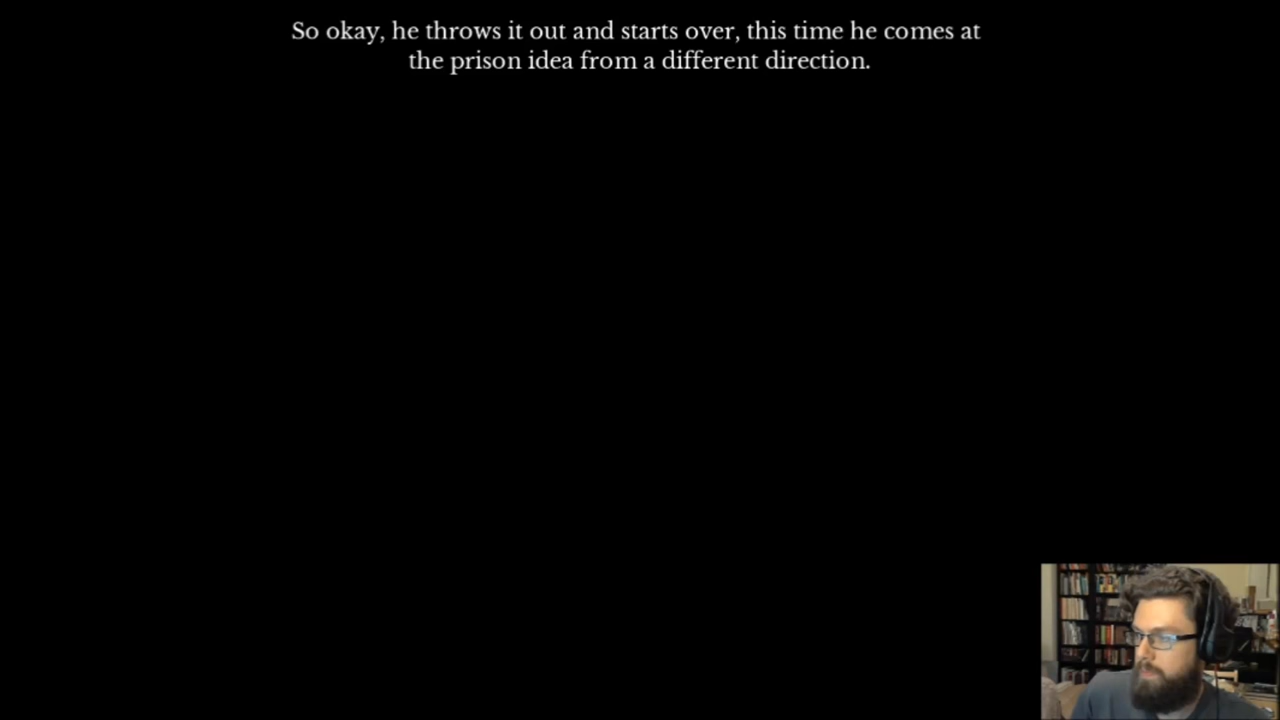 So okay, he throws it out and starts over, this time he comes at
the prison idea from a different direction.